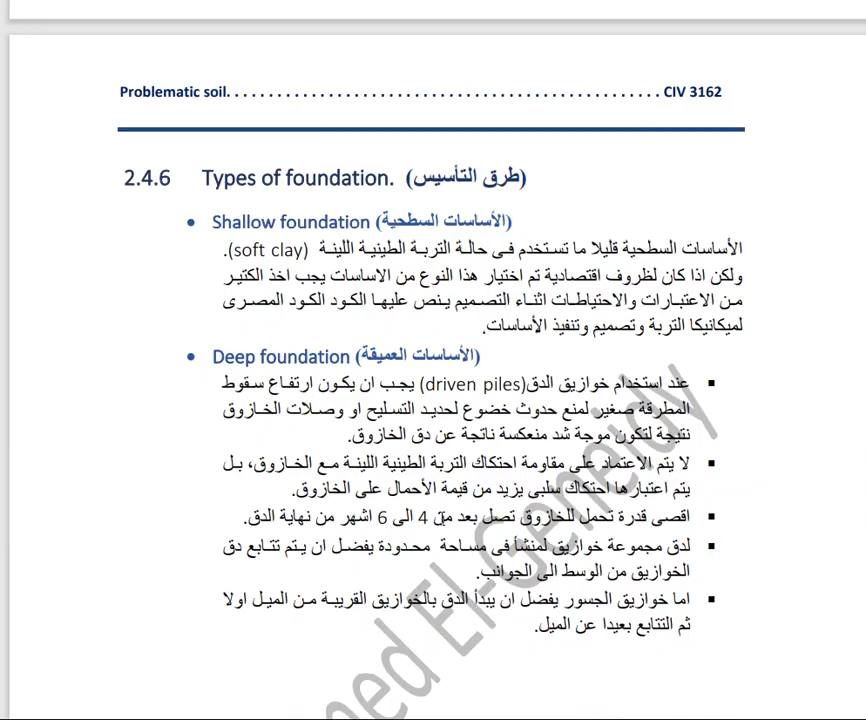 Problematic soil. . . . . . . . . . . . . . . . . . . . . . . . . . . . . . . . . . . . . . . . . . . . . . . . . . . . CIV 3162
2.4.6 Types of foundation. (طرق التأسيس)
• Shallow foundation (الأساسات السطحية)
الأساسات السطحية قليلا ما تستخدم فى حالة التربة الطينية اللينة (soft clay).
ولكن اذا كان لظروف اقتصادية تم اختيار هذا النوع من الاساسات يجب اخذ الكثير
من الاعتبارات والاحتياطات اثناء التصميم ينص عليها الكود الكود المصرى
لميكانيكا التربة وتصميم وتنفيذ الأساسات.
• Deep foundation (الأساسات العميقة)
▪ عند استخدام خوازيق الدق(driven piles) يجب ان يكون ارتفاع سقوط
المطرقة صغير لمنع حدوث خضوع لحديد التسليح او وصلات الخازوق
نتيجة لتكون موجة شد منعكسة ناتجة عن دق الخازوق.
▪ لا يتم الاعتماد على مقاومة احتكاك التربة الطينية اللينة مع الخازوق، بل
يتم اعتبارها احتكاك سلبى يزيد من قيمة الأحمال على الخازوق.
▪ اقصى قدرة تحمل للخازوق تصل بعد من 4 الى 6 اشهر من نهاية الدق.
▪ لدق مجموعة خوازيق لمنشأ فى مساحة محدودة يفضل ان يتم تتابع دق
الخوازيق من الوسط الى الجوانب.
▪ اما خوازيق الجسور يفضل ان يبدأ الدق بالخوازيق القريبة من الميل اولا
ثم التتابع بعيدا عن الميل.
ned El-Geneidy